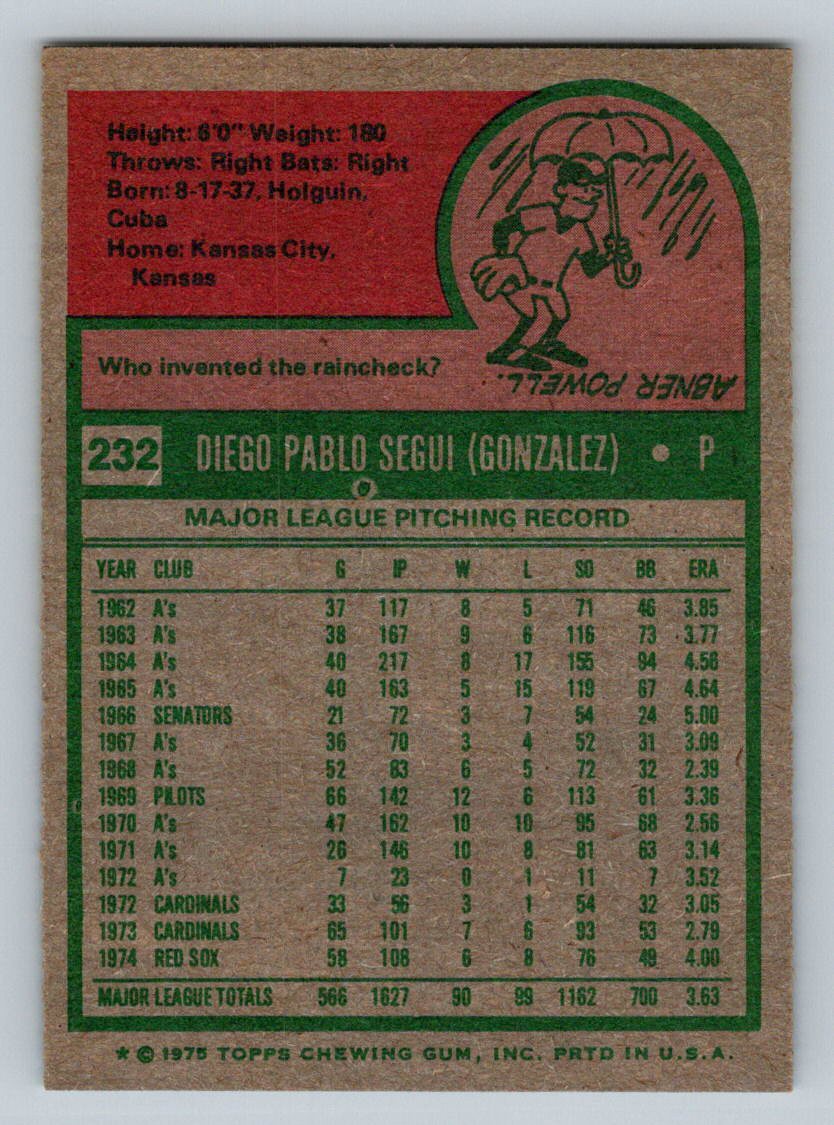 Height: 6'0" Weight: 180
Throws: Right Bats: Right
Born: 8-17-37, Holguin,
Cuba
Home: Kansas City,
Kansas
Who invented the raincheck?
ABNER POWELL.
232 DIEGO PABLO SEGUI (GONZALEZ) • P
MAJOR LEAGUE PITCHING RECORD
YEAR CLUB G IP W L SO BB ERA
1962 A's 37 117 8 5 71 46 3.85
1963 A's 38 167 9 6 116 73 3.77
1964 A's 40 217 8 17 155 94 4.56
1965 A's 40 163 5 15 119 67 4.64
1966 SENATORS 21 72 3 7 54 24 5.00
1967 A's 36 70 3 4 52 31 3.09
1968 A's 52 83 6 5 72 32 2.39
1969 PILOTS 66 142 12 6 113 61 3.36
1970 A's 47 162 10 10 95 68 2.56
1971 A's 26 146 10 8 81 63 3.14
1972 A's 7 23 0 1 11 7 3.52
1972 CARDINALS 33 56 3 1 54 32 3.05
1973 CARDINALS 65 101 7 6 93 53 2.79
1974 RED SOX 58 108 6 8 76 49 4.00
MAJOR LEAGUE TOTALS 566 1627 90 99 1162 700 3.63
* © 1975 TOPPS CHEWING GUM, INC. PRTD IN U.S.A.